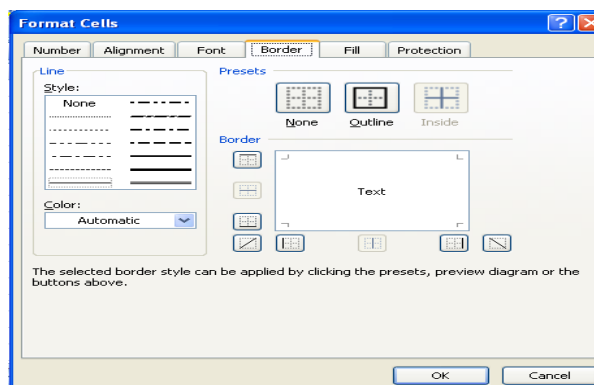 Format Cells
Number Alignment Font Border Fill Protection
Line
Style:
None
Color:
Automatic
Presets
None Outline Inside
Border
Text
The selected border style can be applied by clicking the presets, preview diagram or the
buttons above.
OK Cancel